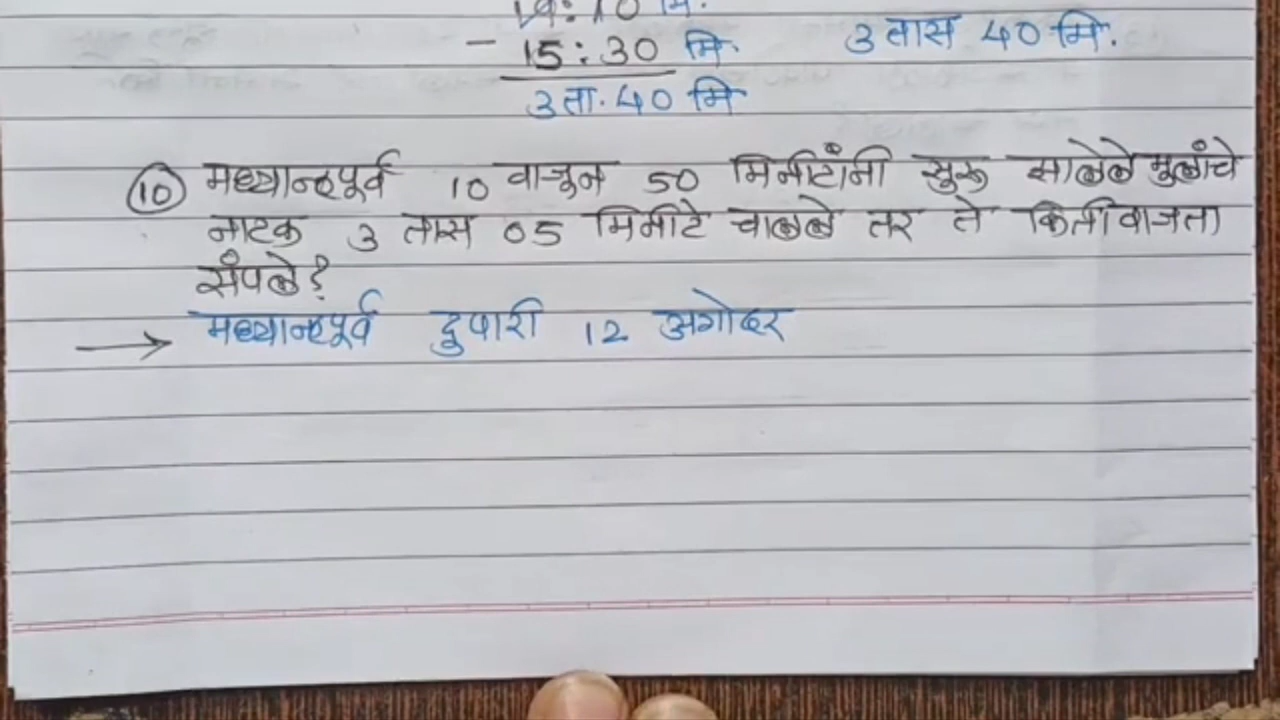 मि.
- 15:30 मि. 3 तास 40 मि.
3 ता. 40 मि
10 मध्यान्हपूर्व 10 वाजून 50 मिनीटांनी सुरू झालेले मुलांचे
नाटक 3 तास 05 मिनीटे चालले तर ते किती वाजता
संपले?
→ मध्यान्हपूर्व दुपारी 12 अगोदर